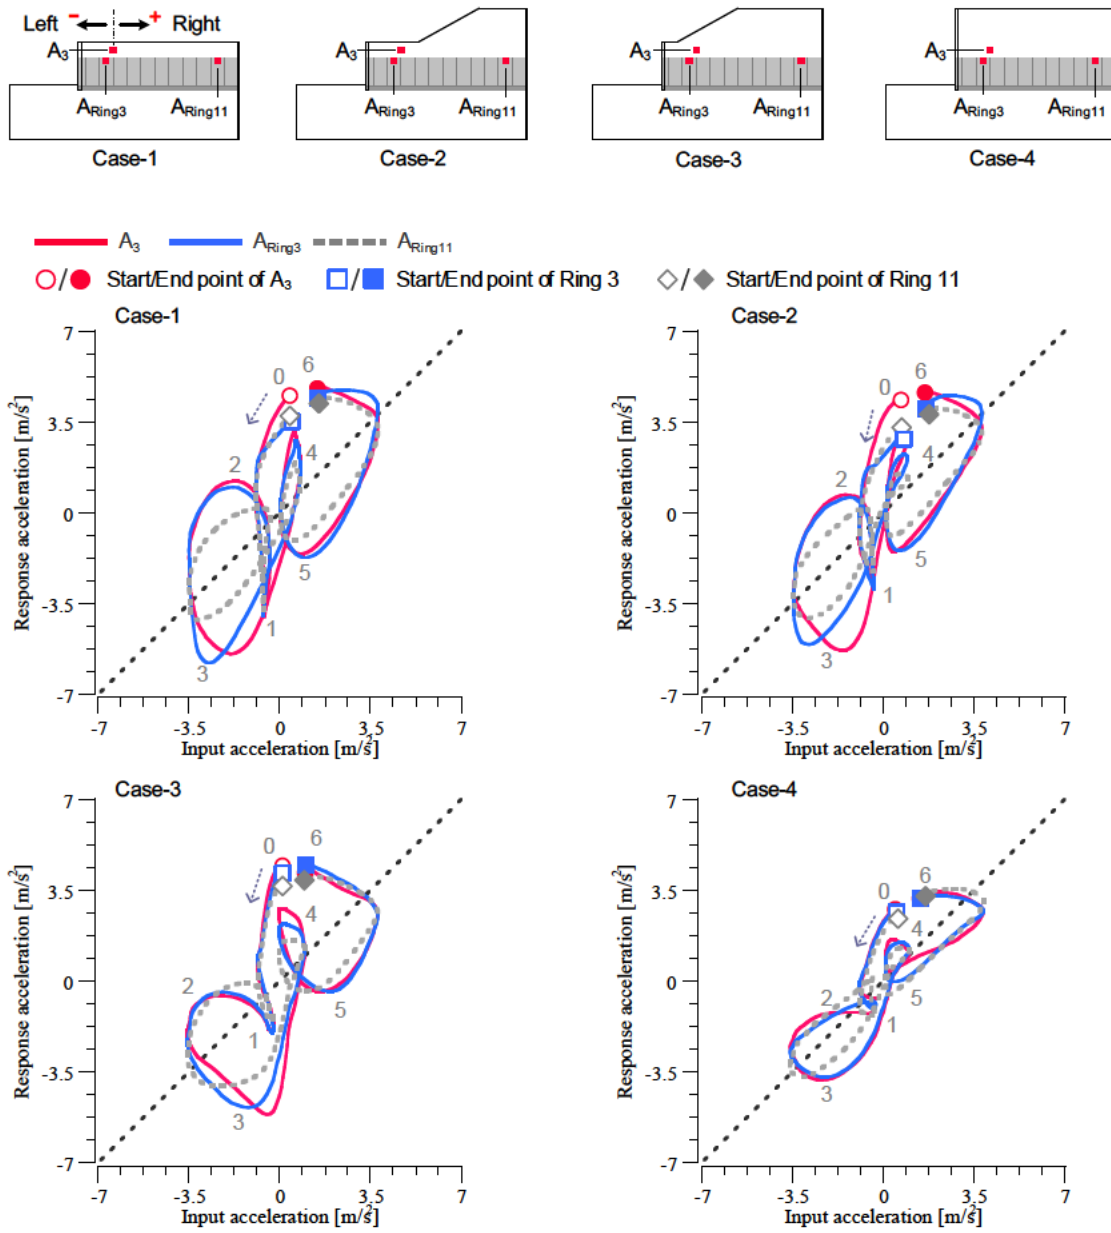 Left - + Right
A3 A3 A3 A3
ARing3 ARing11 ARing3 ARing11 ARing3 ARing11 ARing3 ARing11
Case-1 Case-2 Case-3 Case-4
A3 ARing3 ARing11
/ Start/End point of A3 / Start/End point of Ring 3 / Start/End point of Ring 11
Case-1
Response acceleration [m/s²]
7
3.5
0
-3.5
-7
0 6
2 4
5
1
3
-7 -3.5 0 3.5 7
Input acceleration [m/s²]
Case-2
Response acceleration [m/s²]
7
3.5
0
-3.5
-7
0 6
4
2
5
1
3
-7 -3.5 0 3.5 7
Input acceleration [m/s²]
Case-3
Response acceleration [m/s²]
7
3.5
0
-3.5
-7
0 6
4
2
5
1
3
-7 -3.5 0 3.5 7
Input acceleration [m/s²]
Case-4
Response acceleration [m/s²]
7
3.5
0
-3.5
-7
0 6
4
2 5
1
3
-7 -3.5 0 3.5 7
Input acceleration [m/s²]